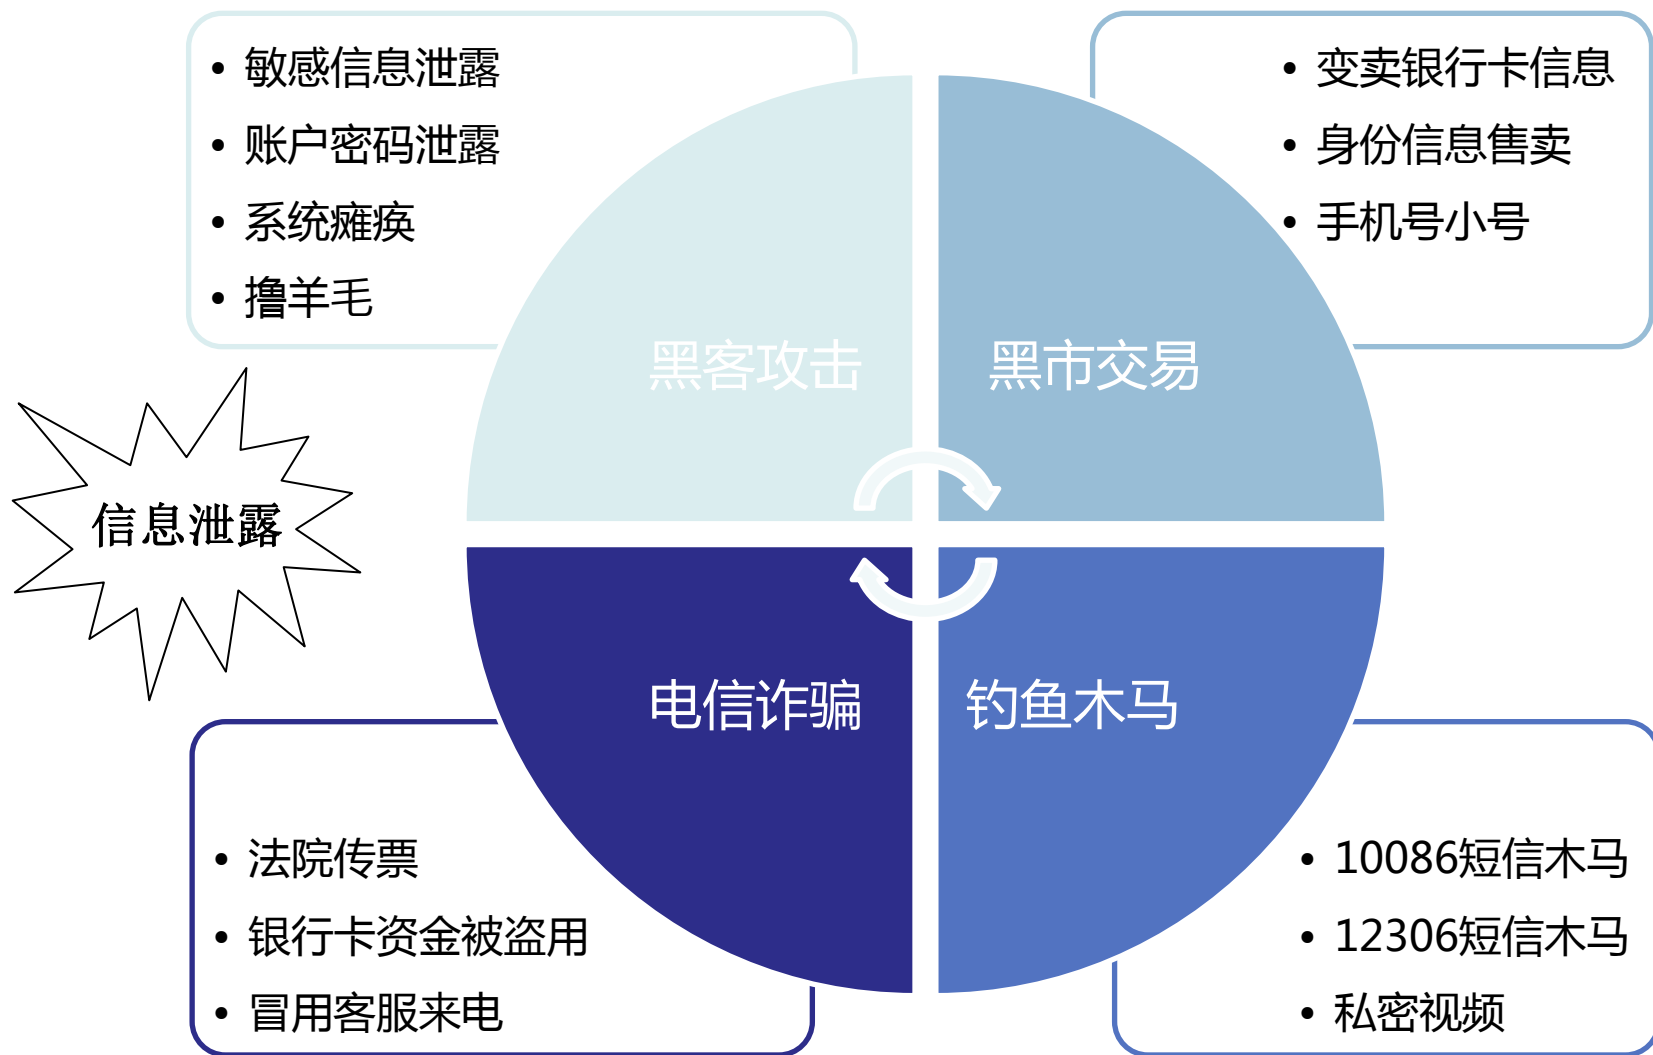 敏感信息泄露
账户密码泄露
系统瘫痪
撸羊毛
变卖银行卡信息
身份信息售卖
手机号小号
黑客攻击
黑市交易
信息泄露
电信诈骗
钓鱼木马
法院传票
银行卡资金被盗用
冒用客服来电
10086短信木马
12306短信木马
私密视频